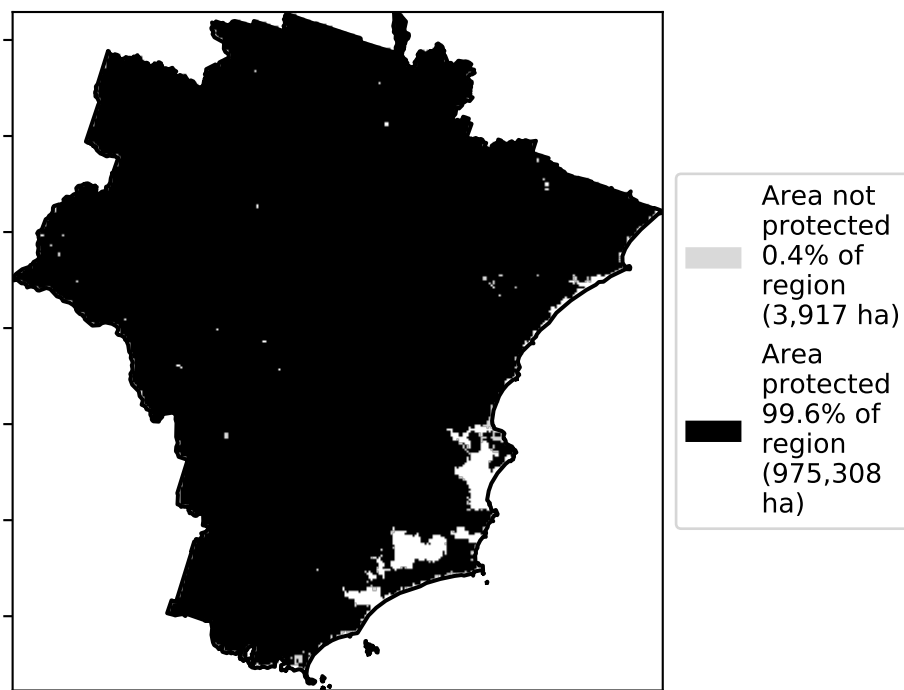 Area not
protected
0.4% of
region
(3,917 ha)
Area
protected
99.6% of
region
(975,308
ha)